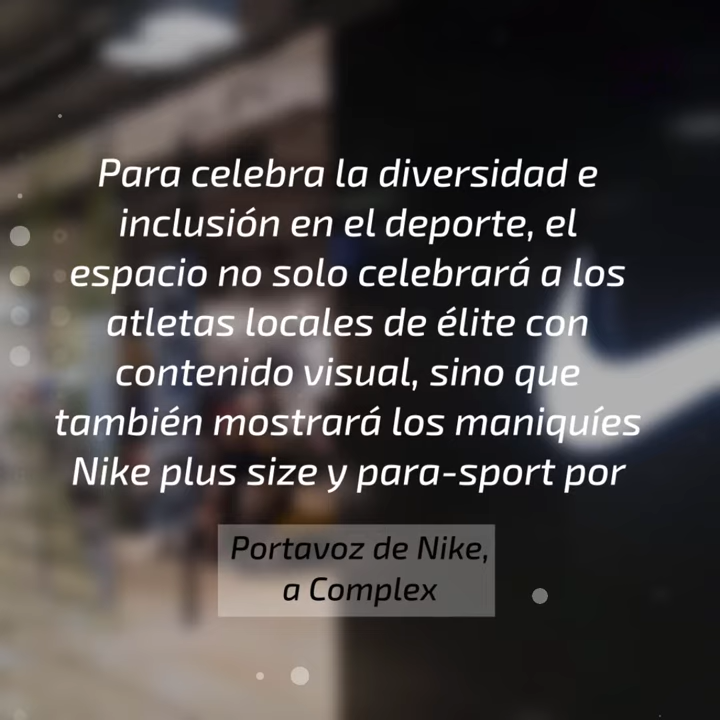 Para celebra la diversidad e
inclusión en el deporte, el
espacio no solo celebrará a los
atletas locales de élite con
contenido visual, sino que
también mostrará los maniquíes
Nike plus size y para-sport por
Portavoz de Nike,
a Complex